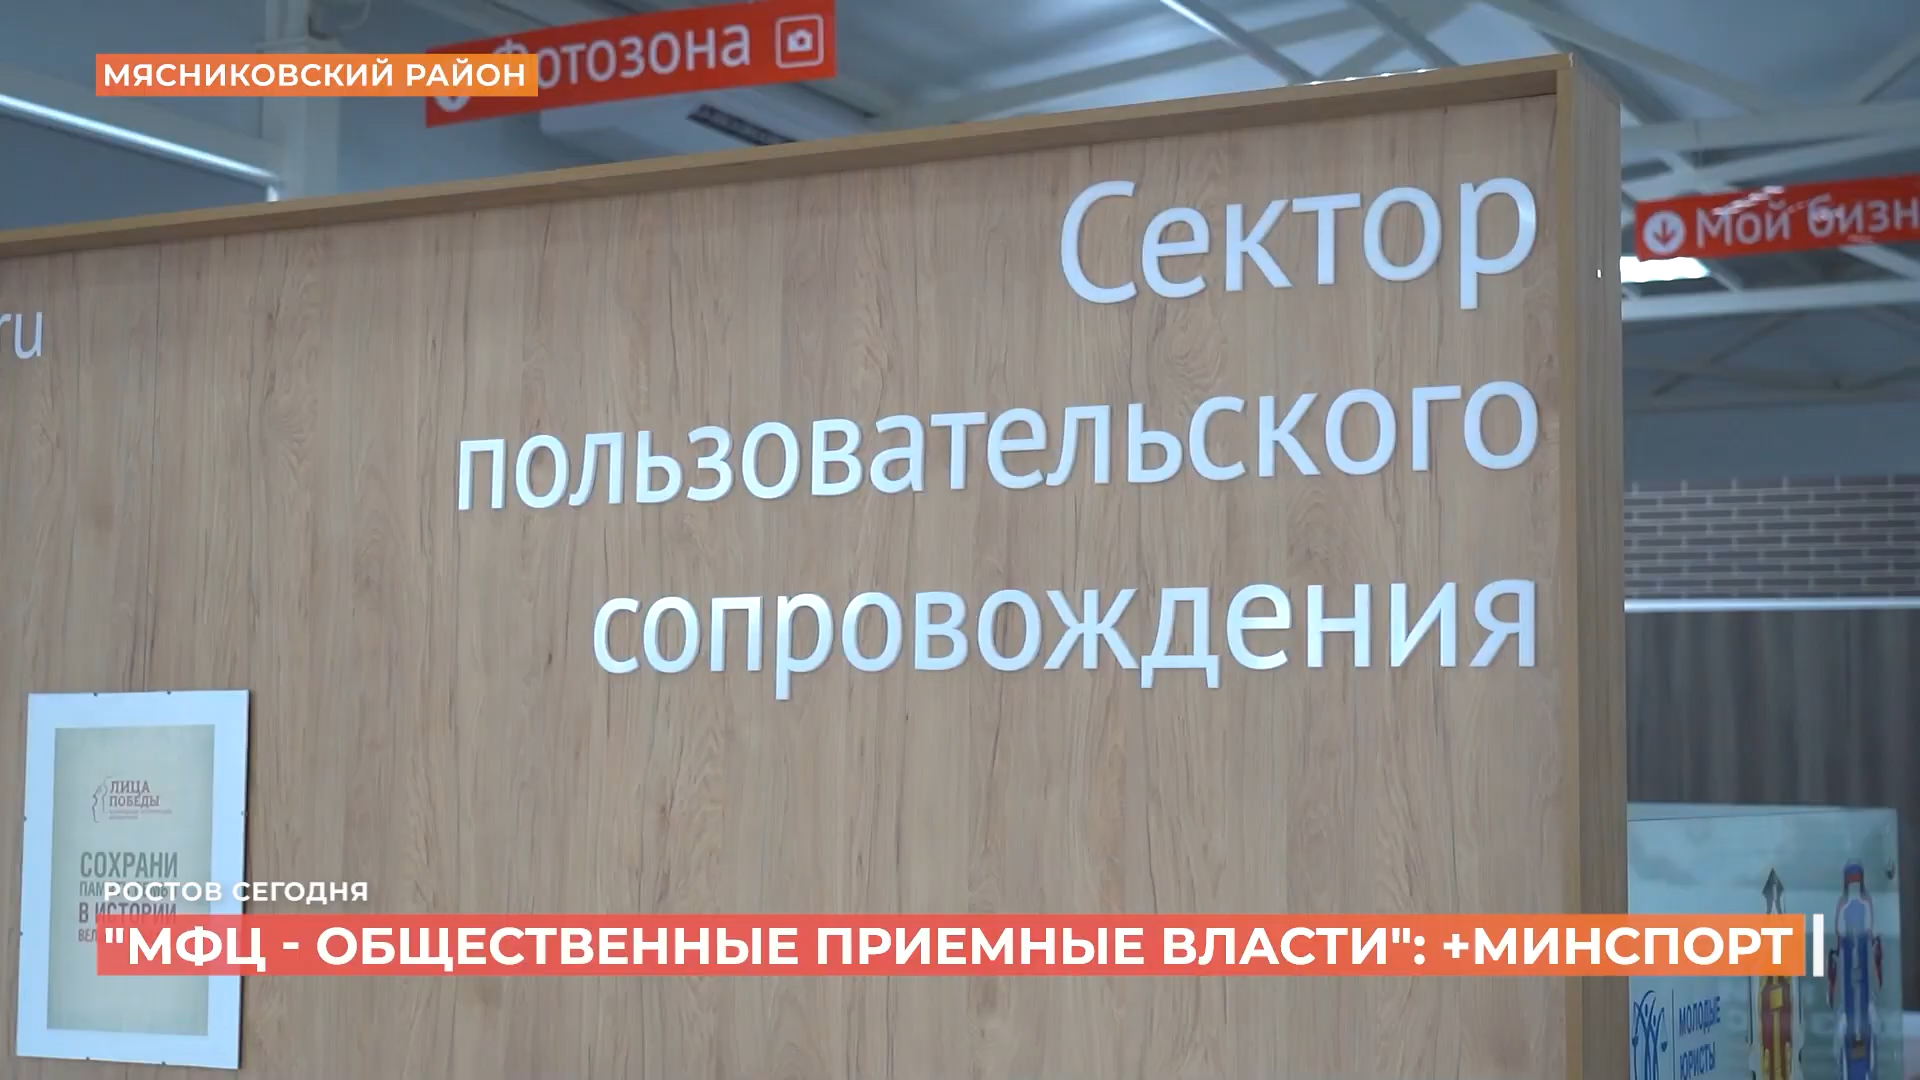 Фотозона
МЯСНИКОВСКИЙ РАЙОН
Мой бизн
ru
Сектор
пользовательского
сопровождения
ЛИЦА
ПОБЕДЫ
СОХРАНИ
В ИСТОРИИ
РОСТОВ СЕГОДНЯ
"МФЦ - ОБЩЕСТВЕННЫЕ ПРИЕМНЫЕ ВЛАСТИ": +МИНСПОРТ
МОЛОДЫЕ
ЮРИСТЫ